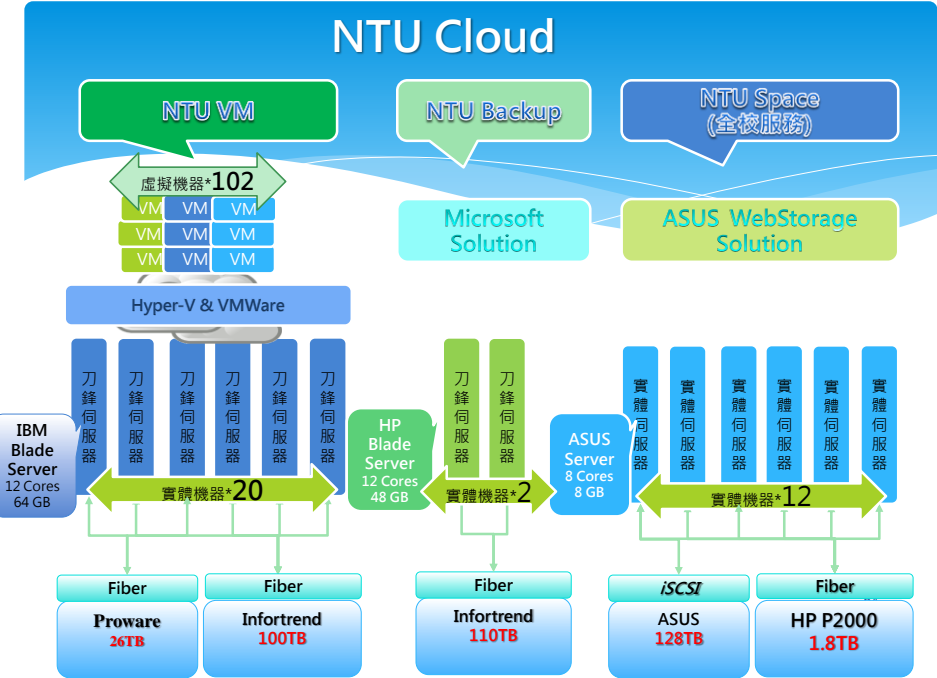 NTU Cloud
NTU VM
NTU Backup
NTU Space
(全校服務)
虛擬機器*102
VM VM VM
VM VM VM
VM VM VM
Microsoft
Solution
ASUS WebStorage
Solution
Hyper-V & VMWare
刀鋒伺服器
刀鋒伺服器
刀鋒伺服器
刀鋒伺服器
刀鋒伺服器
刀鋒伺服器
刀鋒伺服器
刀鋒伺服器
實體伺服器
實體伺服器
實體伺服器
實體伺服器
實體伺服器
實體伺服器
IBM
Blade
Server
12 Cores
64 GB
實體機器*20
HP
Blade
Server
12 Cores
48 GB
實體機器*2
ASUS
Server
8 Cores
8 GB
實體機器*12
Fiber
Proware
26TB
Fiber
Infortrend
100TB
Fiber
Infortrend
110TB
iSCSI
ASUS
128TB
Fiber
HP P2000
1.8TB